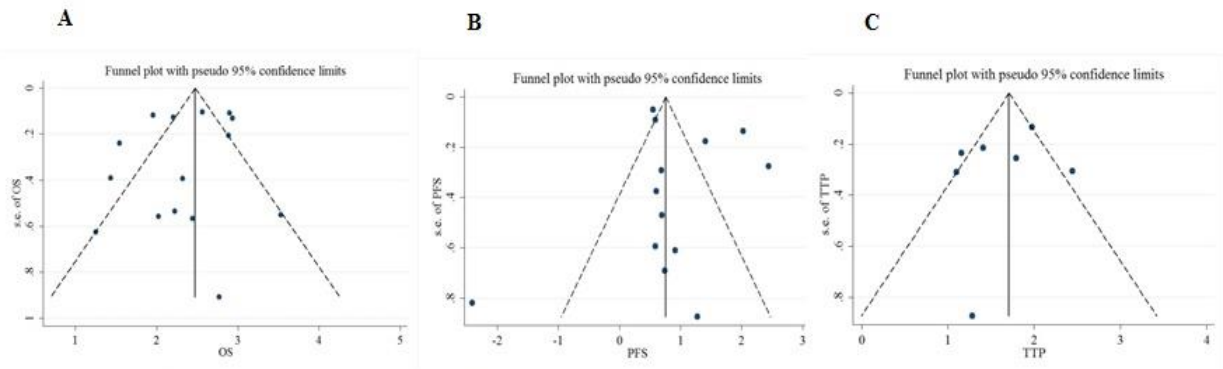 A
Funnel plot with pseudo 95% confidence limits
s.e. of OS
0
.2
.4
.6
.8
1
1
2
3
4
5
OS
B
Funnel plot with pseudo 95% confidence limits
s.e. of PFS
0
.2
.4
.6
.8
-2
-1
0
1
2
3
PFS
C
Funnel plot with pseudo 95% confidence limits
s.e. of TTP
0
.2
.4
.6
.8
0
1
2
3
4
TTP